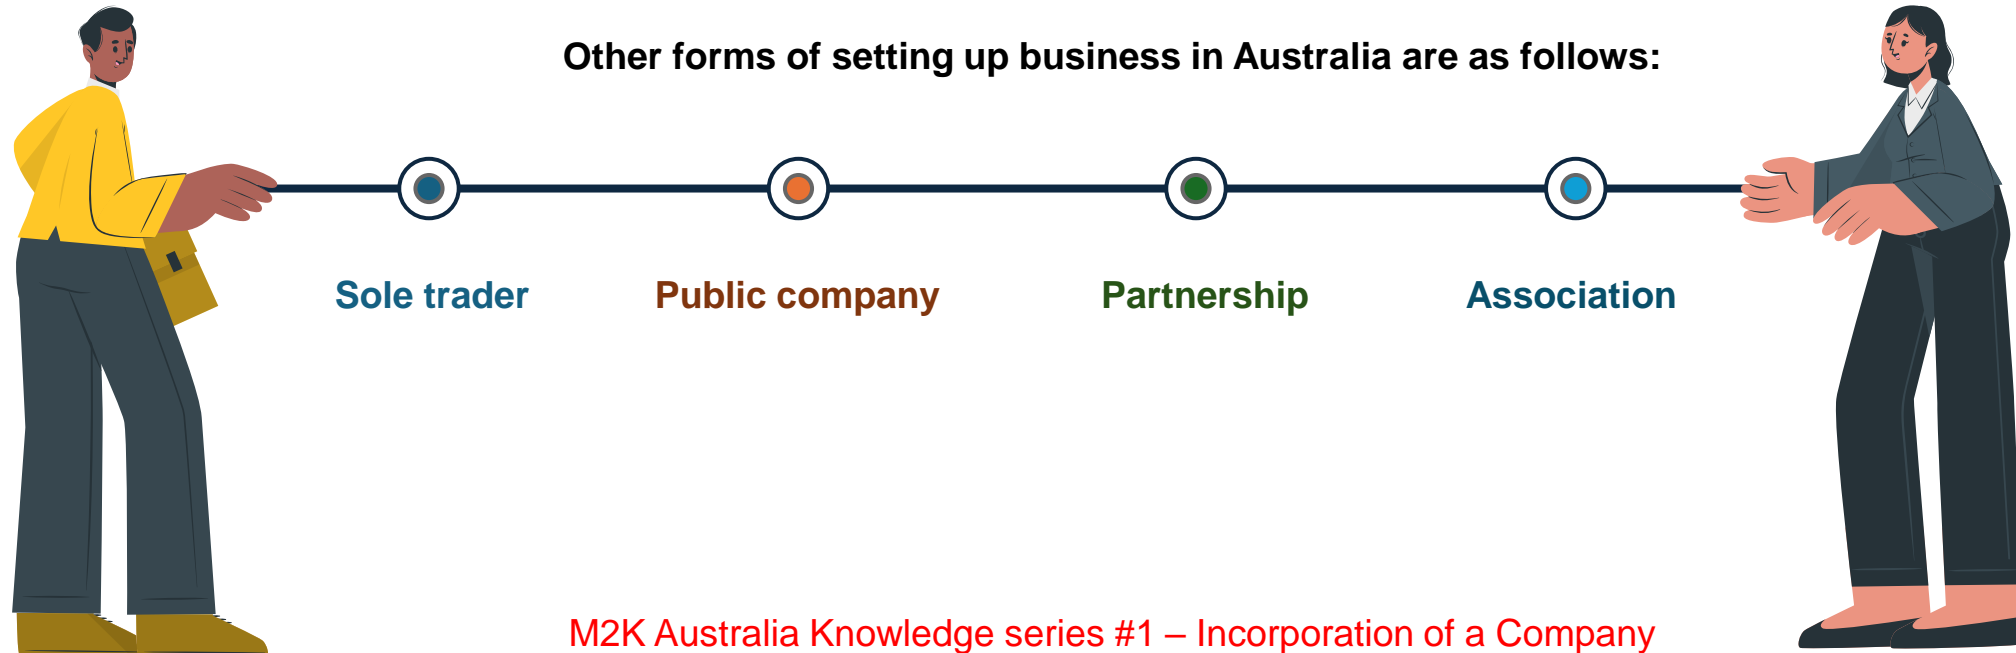 Other forms of setting up business in Australia are as follows:
Sole trader
Public company
Partnership
Association
M2K Australia Knowledge series #1 – Incorporation of a Company